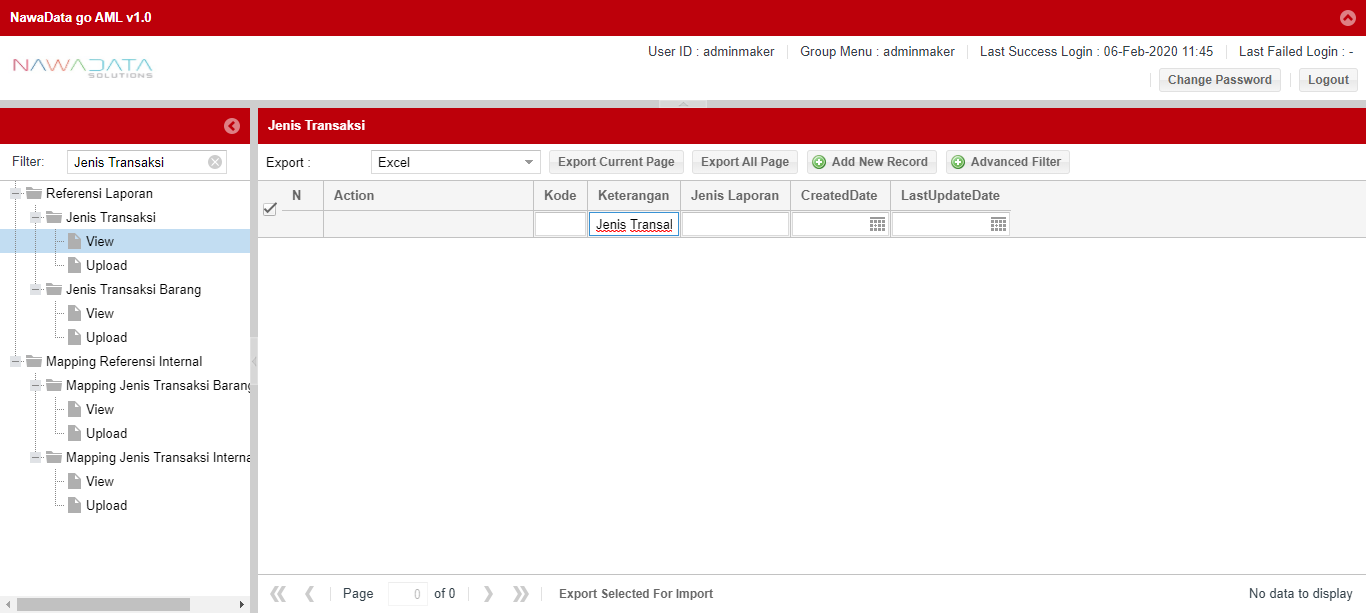 NawaData go AML v1.0
User ID : adminmaker Group Menu : adminmaker Last Success Login : 06-Feb-2020 11:45 Last Failed Login : -
NAWADATA
SOLUTIONS
Change Password Logout
Jenis Transaksi
Filter: Jenis Transaksi
Export : Excel Export Current Page Export All Page Add New Record Advanced Filter
Referensi Laporan
Jenis Transaksi
View
Upload
Jenis Transaksi Barang
View
Upload
Mapping Referensi Internal
Mapping Jenis Transaksi Barang
View
Upload
Mapping Jenis Transaksi Interna
View
Upload
N Action Kode Keterangan Jenis Laporan CreatedDate LastUpdateDate
Jenis Transal
Page 0 of 0 Export Selected For Import No data to display